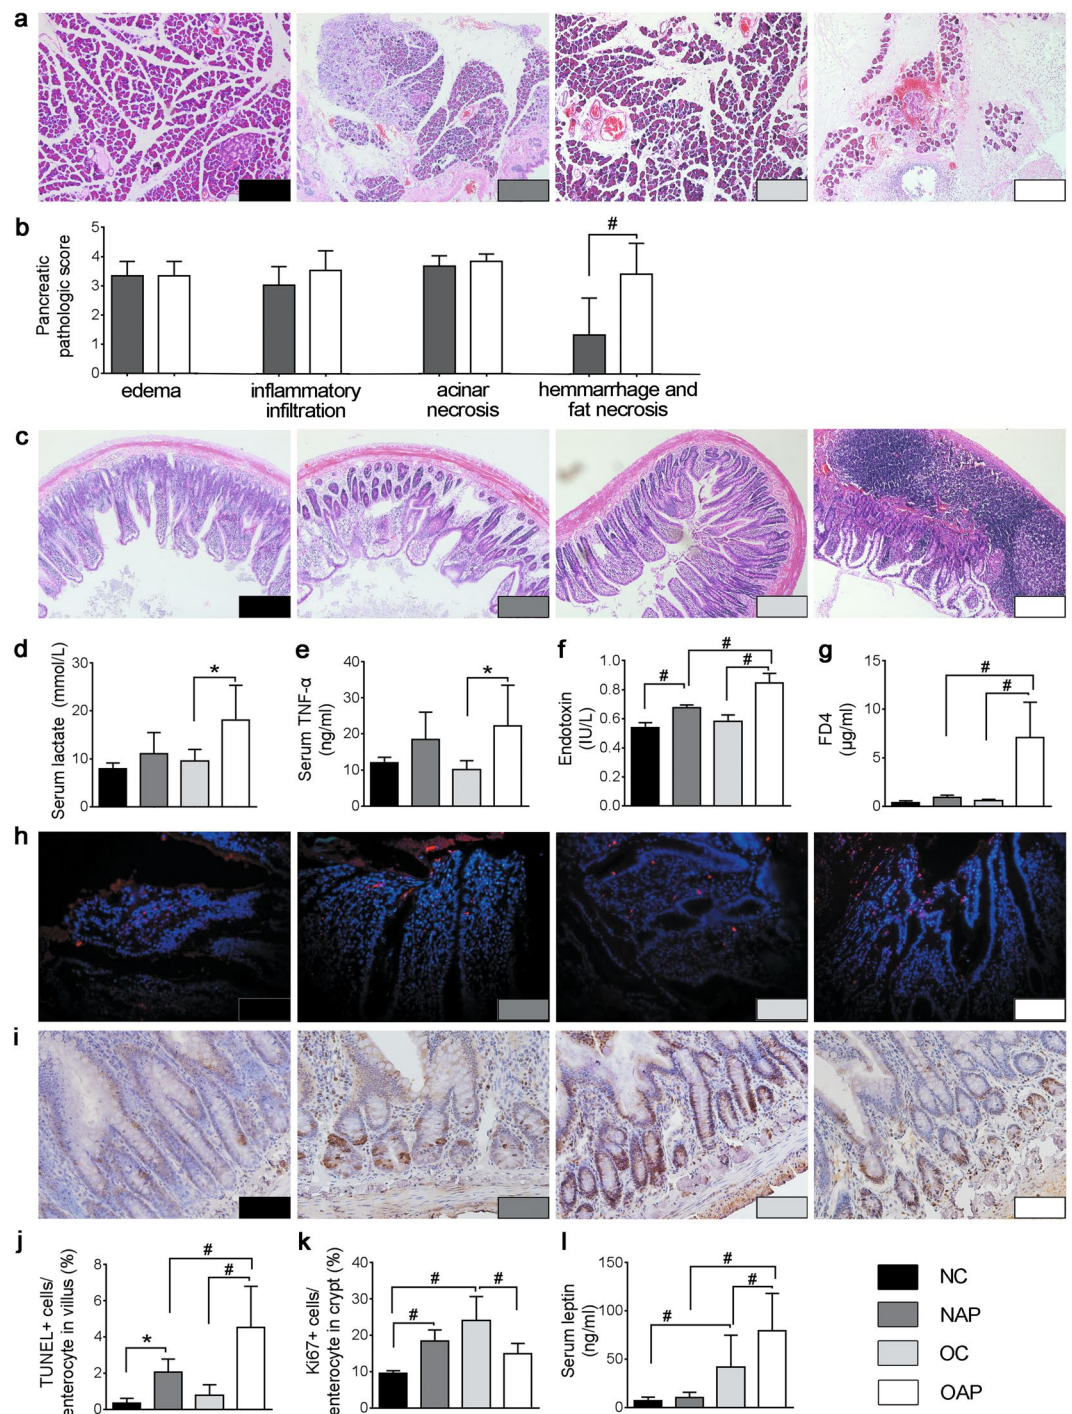 a
b
Pancreatic
pathologic score
5
4
3
2
1
0
#
edema
inflammatory
infiltration
acinar
necrosis
hemmarrhage and
fat necrosis
c
d
Serum lactate (mmol/L)
30
20
10
0
*
e
Serum TNF-α
(ng/ml)
40
30
20
10
0
*
f
Endotoxin
(IU/L)
1.0
0.8
0.6
0.4
0.2
0.0
#
#
#
g
FD4
(μg/ml)
15
10
5
0
#
#
h
i
j
TUNEL+ cells/
enterocyte in villus (%)
8
6
4
2
0
*
#
#
k
Ki67+ cells/
enterocyte in crypt (%)
40
30
20
10
0
#
#
#
l
Serum leptin
(ng/ml)
150
100
50
0
#
#
#
NC
NAP
OC
OAP